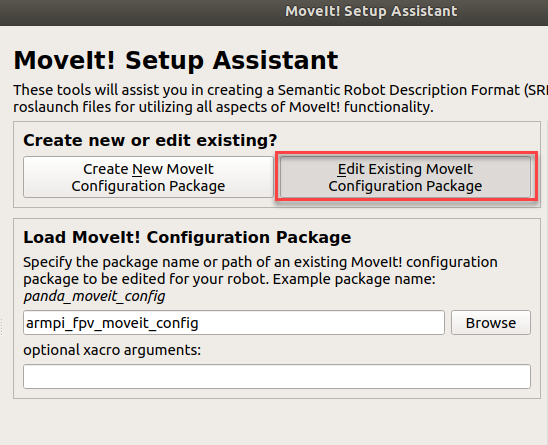 MoveIt! Setup Assistant
MoveIt! Setup Assistant
These tools will assist you in creating a Semantic Robot Description Format (SRI
roslaunch files for utilizing all aspects of MoveIt! functionality.
Create new or edit existing?
Create New MoveIt
Configuration Package
Edit Existing MoveIt
Configuration Package
Load MoveIt! Configuration Package
Specify the package name or path of an existing MoveIt! configuration
package to be edited for your robot. Example package name:
panda_moveit_config
armpi_fpv_moveit_config
Browse
optional xacro arguments: